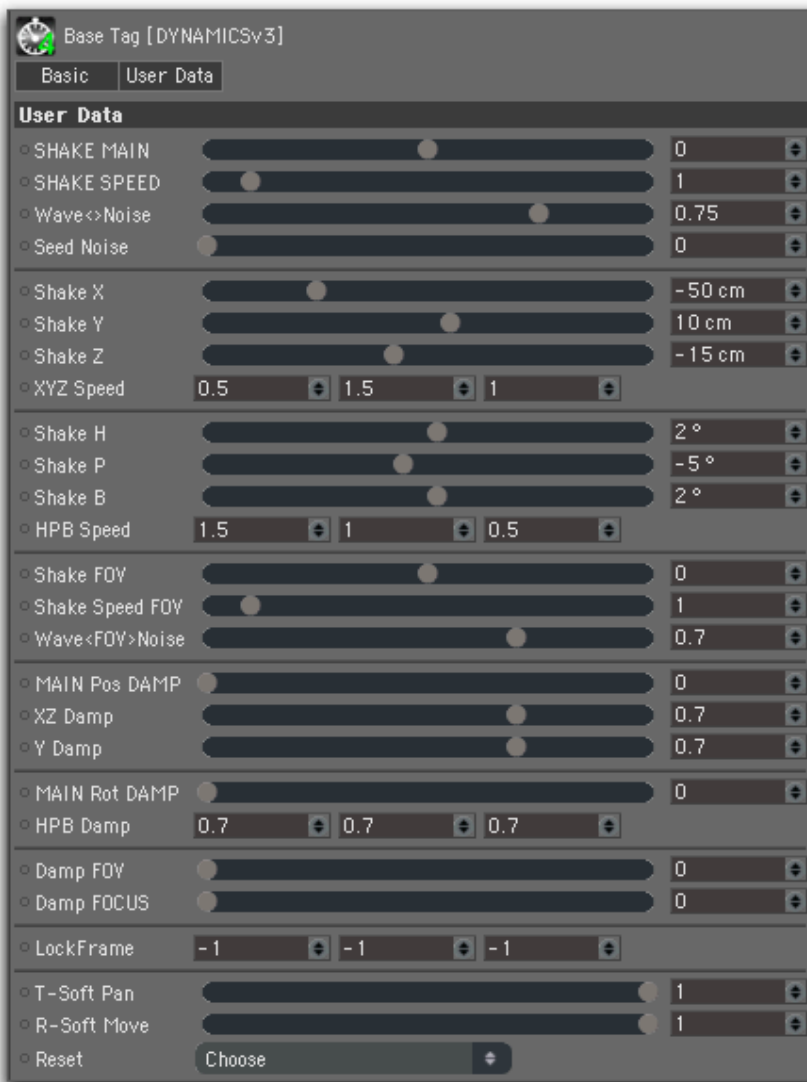 Base Tag [DYNAMICSv3]
Basic User Data
User Data
SHAKE MAIN 0
SHAKE SPEED 1
Wave<>Noise 0.75
Seed Noise 0
Shake X -50 cm
Shake Y 10 cm
Shake Z -15 cm
XYZ Speed 0.5 1.5 1
Shake H 2°
Shake P -5°
Shake B 2°
HPB Speed 1.5 1 0.5
Shake FOV 0
Shake Speed FOV 1
Wave<FOV>Noise 0.7
MAIN Pos DAMP 0
XZ Damp 0.7
Y Damp 0.7
MAIN Rot DAMP 0
HPB Damp 0.7 0.7 0.7
Damp FOV 0
Damp FOCUS 0
LockFrame -1 -1 -1
T-Soft Pan 1
R-Soft Move 1
Reset Choose